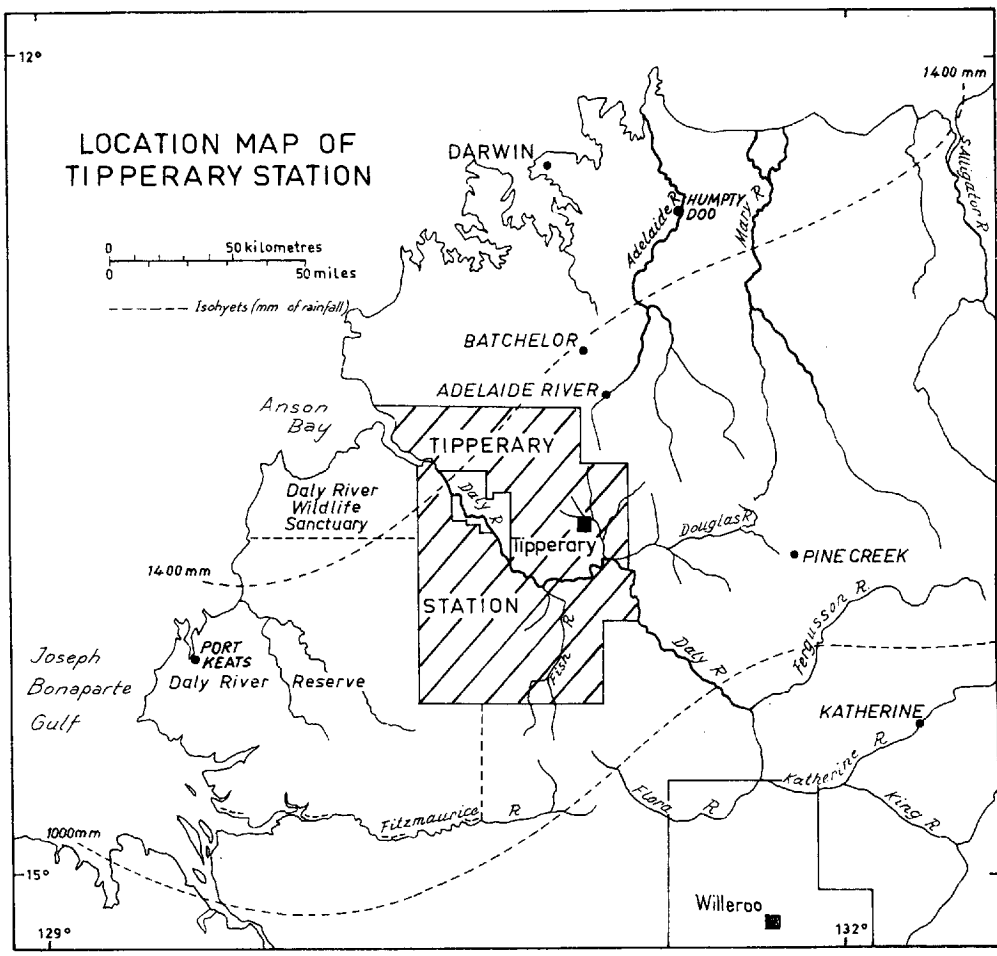 12°
1400 mm
LOCATION MAP OF
TIPPERARY STATION
DARWIN
S Alligator R
Adelaide R
HUMPTY
DOO
Mary R
0 50 kilometres
0 50 miles
Isohyets (mm of rainfall)
BATCHELOR
ADELAIDE RIVER
Anson
Bay
TIPPERARY
Daly River
Wildlife
Sanctuary
Daly R
Douglas R
Tipperary
PINE CREEK
1400 mm
STATION
Fergusson R
Fish R
Daly R
PORT
KEATS
Joseph
Bonaparte
Gulf
Daly River Reserve
KATHERINE
Katherine R
Flora R
King R
Fitzmaurice R
1000mm
15°
Willeroo
129°
132°